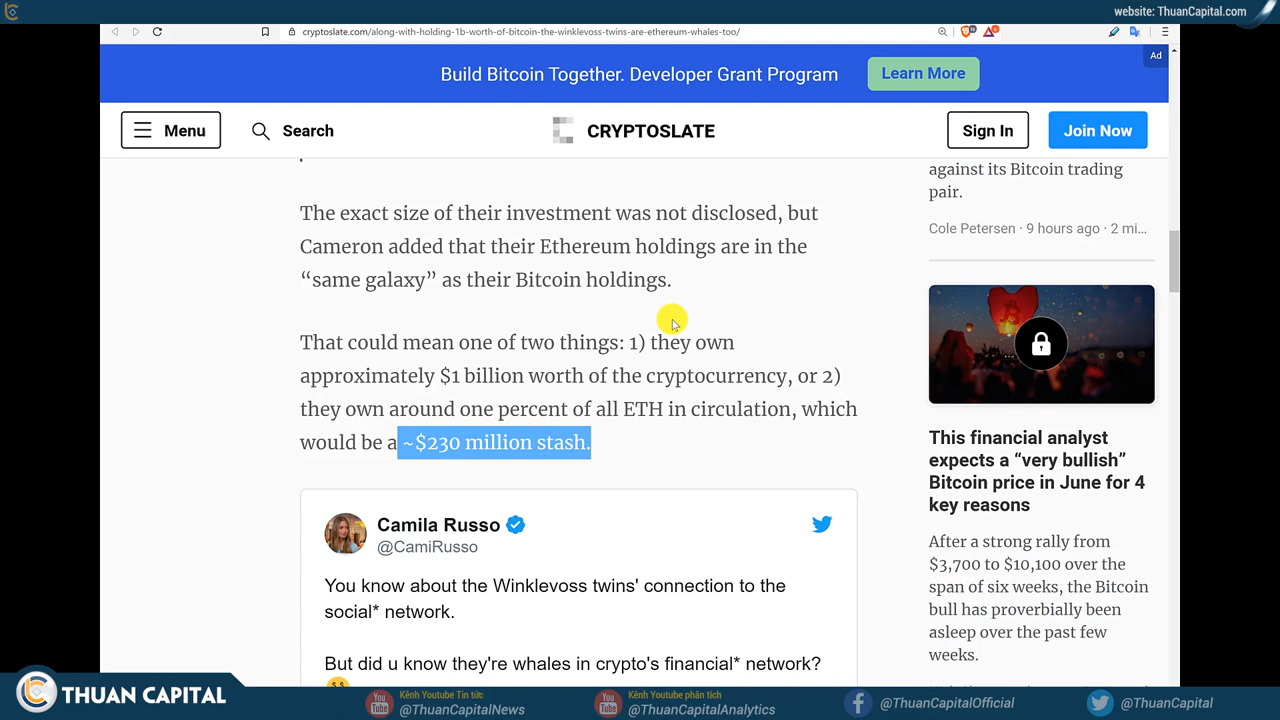 website: ThuanCapital.com
cryptoslate.com/along-with-holding-1b-worth-of-bitcoin-the-winklevoss-twins-are-ethereum-whales-too/
Ad
Build Bitcoin Together. Developer Grant Program
Learn More
Menu
Search
CRYPTOSLATE
Sign In
Join Now
The exact size of their investment was not disclosed, but
Cameron added that their Ethereum holdings are in the
“same galaxy” as their Bitcoin holdings.
That could mean one of two things: 1) they own
approximately $1 billion worth of the cryptocurrency, or 2)
they own around one percent of all ETH in circulation, which
would be a ~$230 million stash.
Camila Russo
@CamiRusso
You know about the Winklevoss twins' connection to the
social* network.
But did u know they're whales in crypto's financial* network?
against its Bitcoin trading
pair.
Cole Petersen · 9 hours ago · 2 mi...
This financial analyst
expects a “very bullish”
Bitcoin price in June for 4
key reasons
After a strong rally from
$3,700 to $10,100 over the
span of six weeks, the Bitcoin
bull has proverbially been
asleep over the past few
weeks.
THUAN CAPITAL
You Tube
Kênh Youtube Tin tức
@ThuanCapitalNews
You Tube
Kênh Youtube phân tích
@ThuanCapitalAnalytics
@ThuanCapitalOfficial
@ThuanCapital